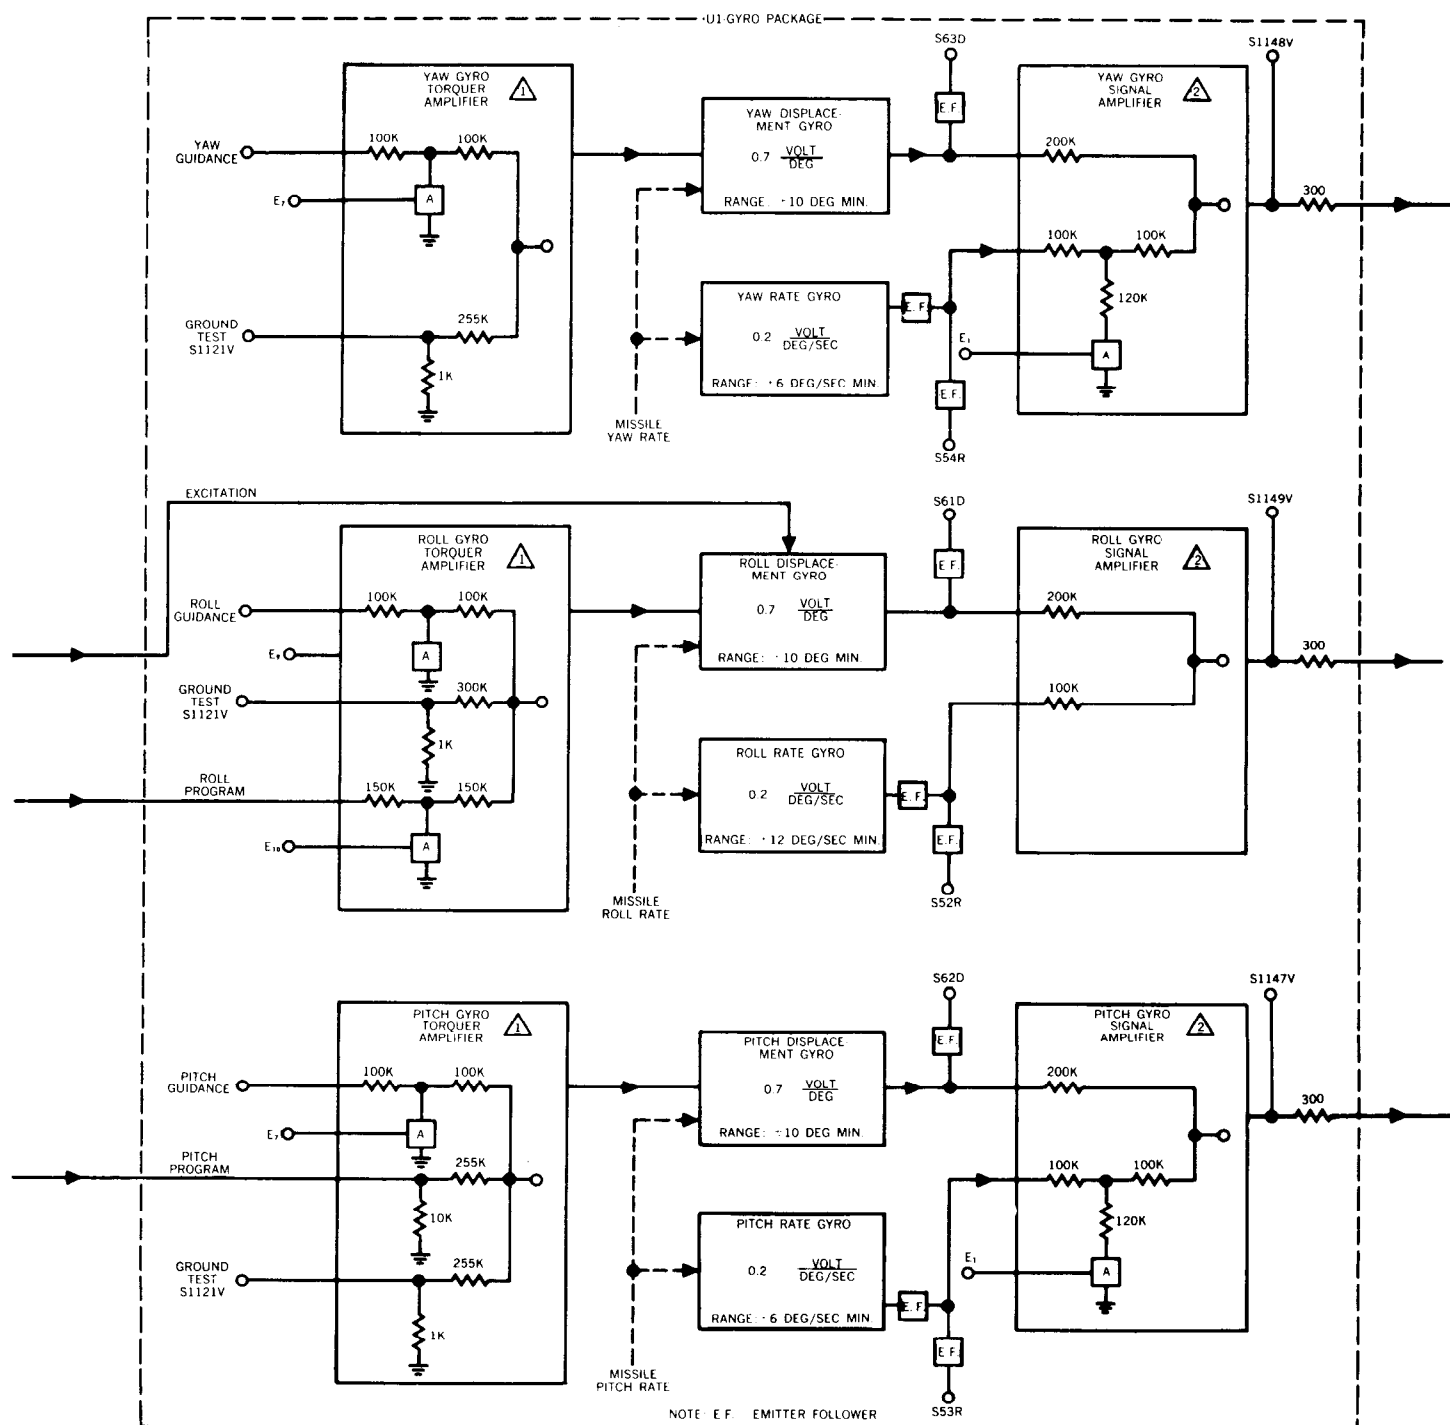 U1 GYRO PACKAGE
S63D
S1148V
YAW GYRO
TORQUER
AMPLIFIER
1
YAW
GUIDANCE
100K
100K
E₇
A
GROUND
TEST
S1121V
255K
1K
YAW DISPLACE-
MENT GYRO
0.7 VOLT
DEG
RANGE: ·10 DEG MIN.
E.F.
YAW RATE GYRO
0.2 VOLT
DEG/SEC
RANGE: ·6 DEG/SEC MIN.
E.F.
E.F.
S54R
MISSILE
YAW RATE
YAW GYRO
SIGNAL
AMPLIFIER
2
200K
100K
100K
120K
E₁
A
300
EXCITATION
S61D
S1149V
ROLL GYRO
TORQUER
AMPLIFIER
1
ROLL
GUIDANCE
100K
100K
E₉
A
GROUND
TEST
S1121V
300K
1K
ROLL
PROGRAM
150K
150K
E₁₀
A
ROLL DISPLACE-
MENT GYRO
0.7 VOLT
DEG
RANGE: ·10 DEG MIN.
E.F.
ROLL RATE GYRO
0.2 VOLT
DEG/SEC
RANGE: ·12 DEG/SEC MIN.
E.F.
E.F.
S52R
MISSILE
ROLL RATE
ROLL GYRO
SIGNAL
AMPLIFIER
2
200K
100K
300
S62D
S1147V
PITCH GYRO
TORQUER
AMPLIFIER
1
PITCH
GUIDANCE
100K
100K
E₇
A
PITCH
PROGRAM
255K
10K
GROUND
TEST
S1121V
255K
1K
PITCH DISPLACE-
MENT GYRO
0.7 VOLT
DEG
RANGE: ·10 DEG MIN.
E.F.
PITCH RATE GYRO
0.2 VOLT
DEG/SEC
RANGE: ·6 DEG/SEC MIN.
E.F.
E.F.
S53R
MISSILE
PITCH RATE
PITCH GYRO
SIGNAL
AMPLIFIER
2
200K
100K
100K
120K
E₁
A
300
NOTE: E.F. EMITTER FOLLOWER